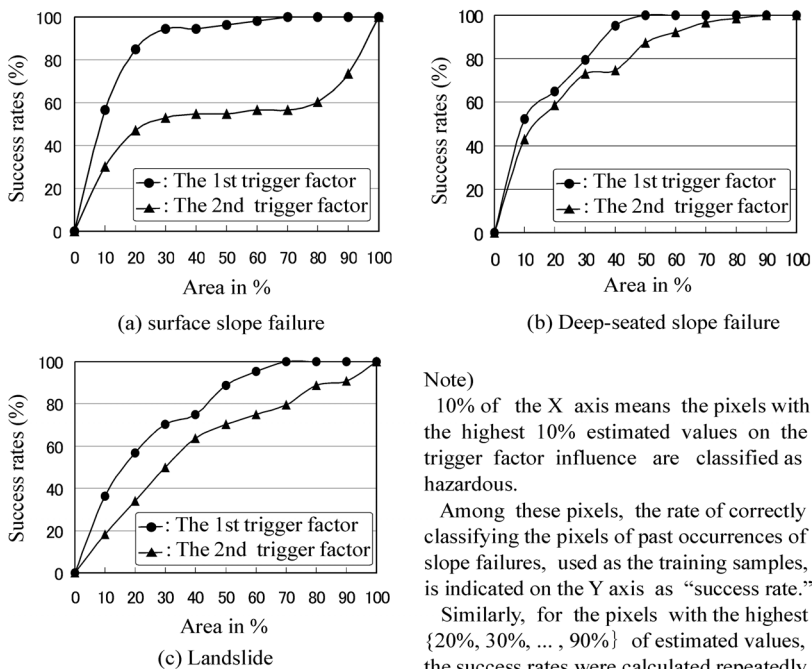 Success rates (%)
100
80
60
40
20
0
: The 1st trigger factor
: The 2nd trigger factor
0 10 20 30 40 50 60 70 80 90 100
Area in %
(a) surface slope failure
Success rates (%)
100
80
60
40
20
0
: The 1st trigger factor
: The 2nd trigger factor
0 10 20 30 40 50 60 70 80 90 100
Area in %
(b) Deep-seated slope failure
Success rates (%)
100
80
60
40
20
0
: The 1st trigger factor
: The 2nd trigger factor
0 10 20 30 40 50 60 70 80 90 100
Area in %
(c) Landslide
Note)
10% of the X axis means the pixels with
the highest 10% estimated values on the
trigger factor influence are classified as
hazardous.
Among these pixels, the rate of correctly
classifying the pixels of past occurrences of
slope failures, used as the training samples,
is indicated on the Y axis as “success rate.”
Similarly, for the pixels with the highest
{20%, 30%, ... , 90%} of estimated values,
the success rates were calculated repeatedly